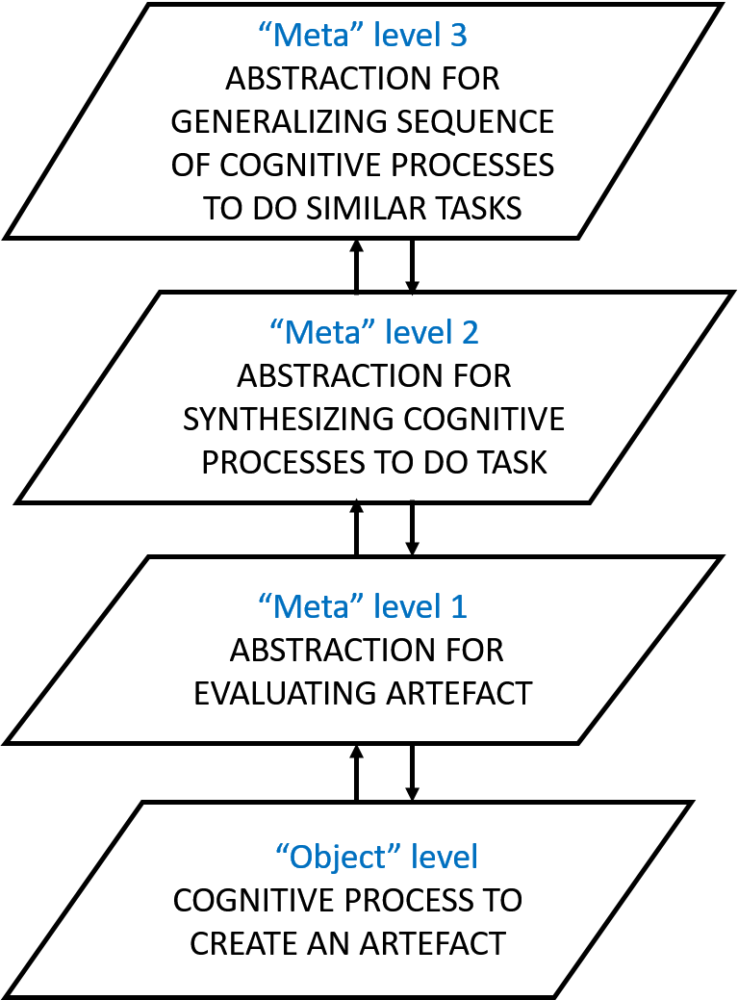 “Meta” level 3
ABSTRACTION FOR
GENERALIZING SEQUENCE
OF COGNITIVE PROCESSES
TO DO SIMILAR TASKS
“Meta” level 2
ABSTRACTION FOR
SYNTHESIZING COGNITIVE
PROCESSES TO DO TASK
“Meta” level 1
ABSTRACTION FOR
EVALUATING ARTEFACT
“Object” level
COGNITIVE PROCESS TO
CREATE AN ARTEFACT